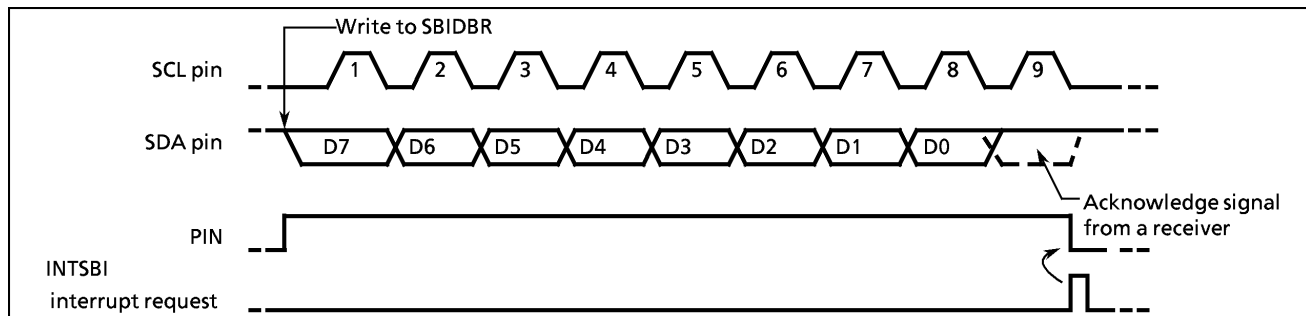 Write to SBIDBR
SCL pin
1 2 3 4 5 6 7 8 9
SDA pin
D7 D6 D5 D4 D3 D2 D1 D0
Acknowledge signal
from a receiver
PIN
INTSBI
interrupt request